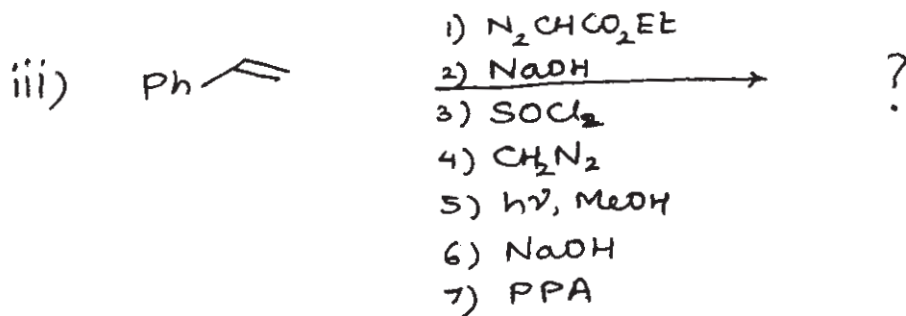 iii) Ph ?
1) N₂CHCO₂Et
2) NaOH
3) SOCl₂
4) CH₂N₂
5) hν, MeOH
6) NaOH
7) PPA